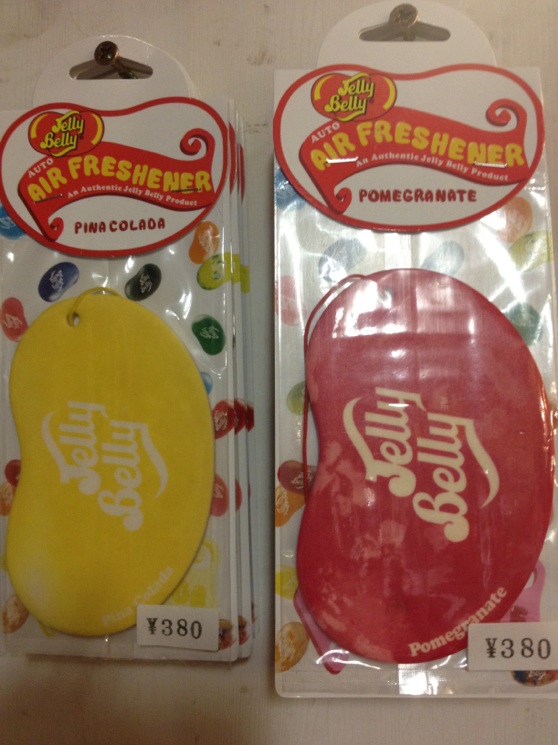 Jelly
Belly
AUTO
AIR FRESHENER
An Authentic Jelly Belly Product
PINA COLADA
Jelly
Belly
Pina Colada
¥380
Jelly
Belly
AUTO
AIR FRESHENER
An Authentic Jelly Belly Product
POMEGRANATE
Jelly
Belly
Pomegranate
¥380